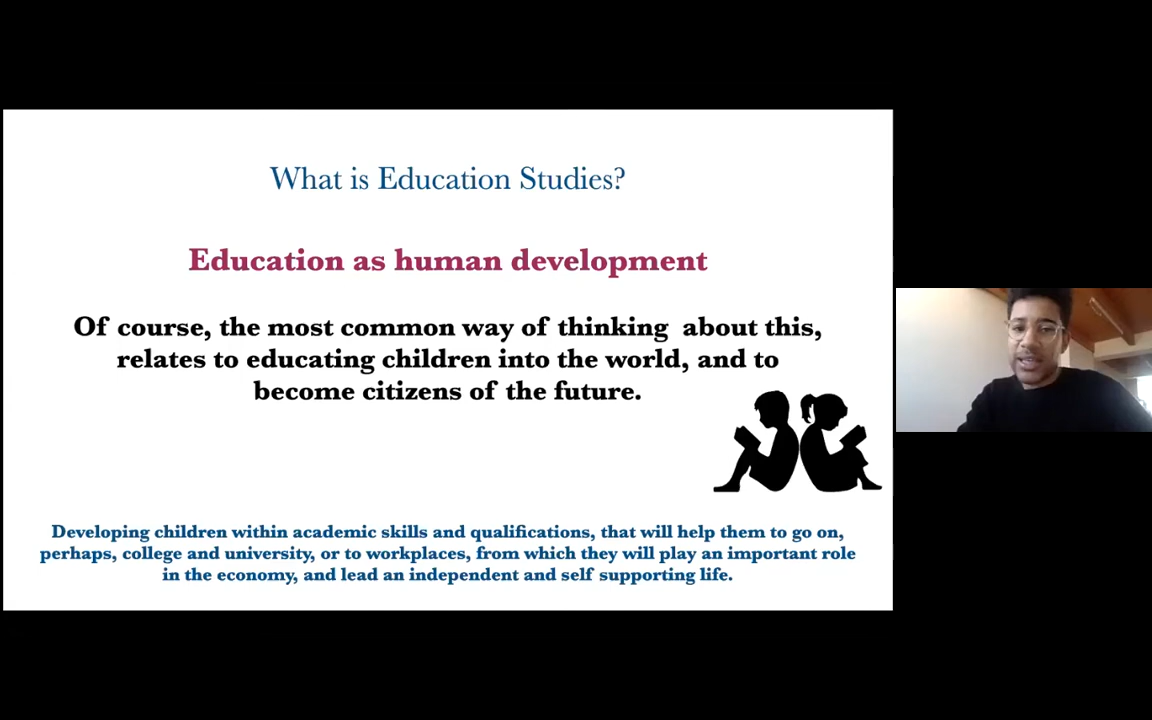 What is Education Studies?
Education as human development
Of course, the most common way of thinking about this,
relates to educating children into the world, and to
become citizens of the future.
Developing children within academic skills and qualifications, that will help them to go on,
perhaps, college and university, or to workplaces, from which they will play an important role
in the economy, and lead an independent and self supporting life.